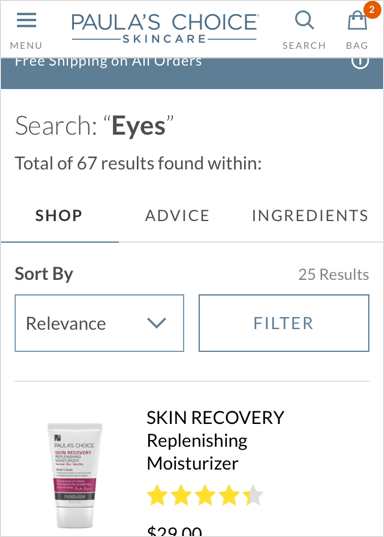 2
PAULA'S CHOICE
SKINCARE
MENU
SEARCH
BAG
Free Shipping on All Orders
Search: “Eyes”
Total of 67 results found within:
SHOP
ADVICE
INGREDIENTS
Sort By
25 Results
Relevance
FILTER
SKIN RECOVERY
Replenishing
Moisturizer
PAULA'S CHOICE
SKIN RECOVERY
REPLENISHING
MOISTURIZER
$29.00